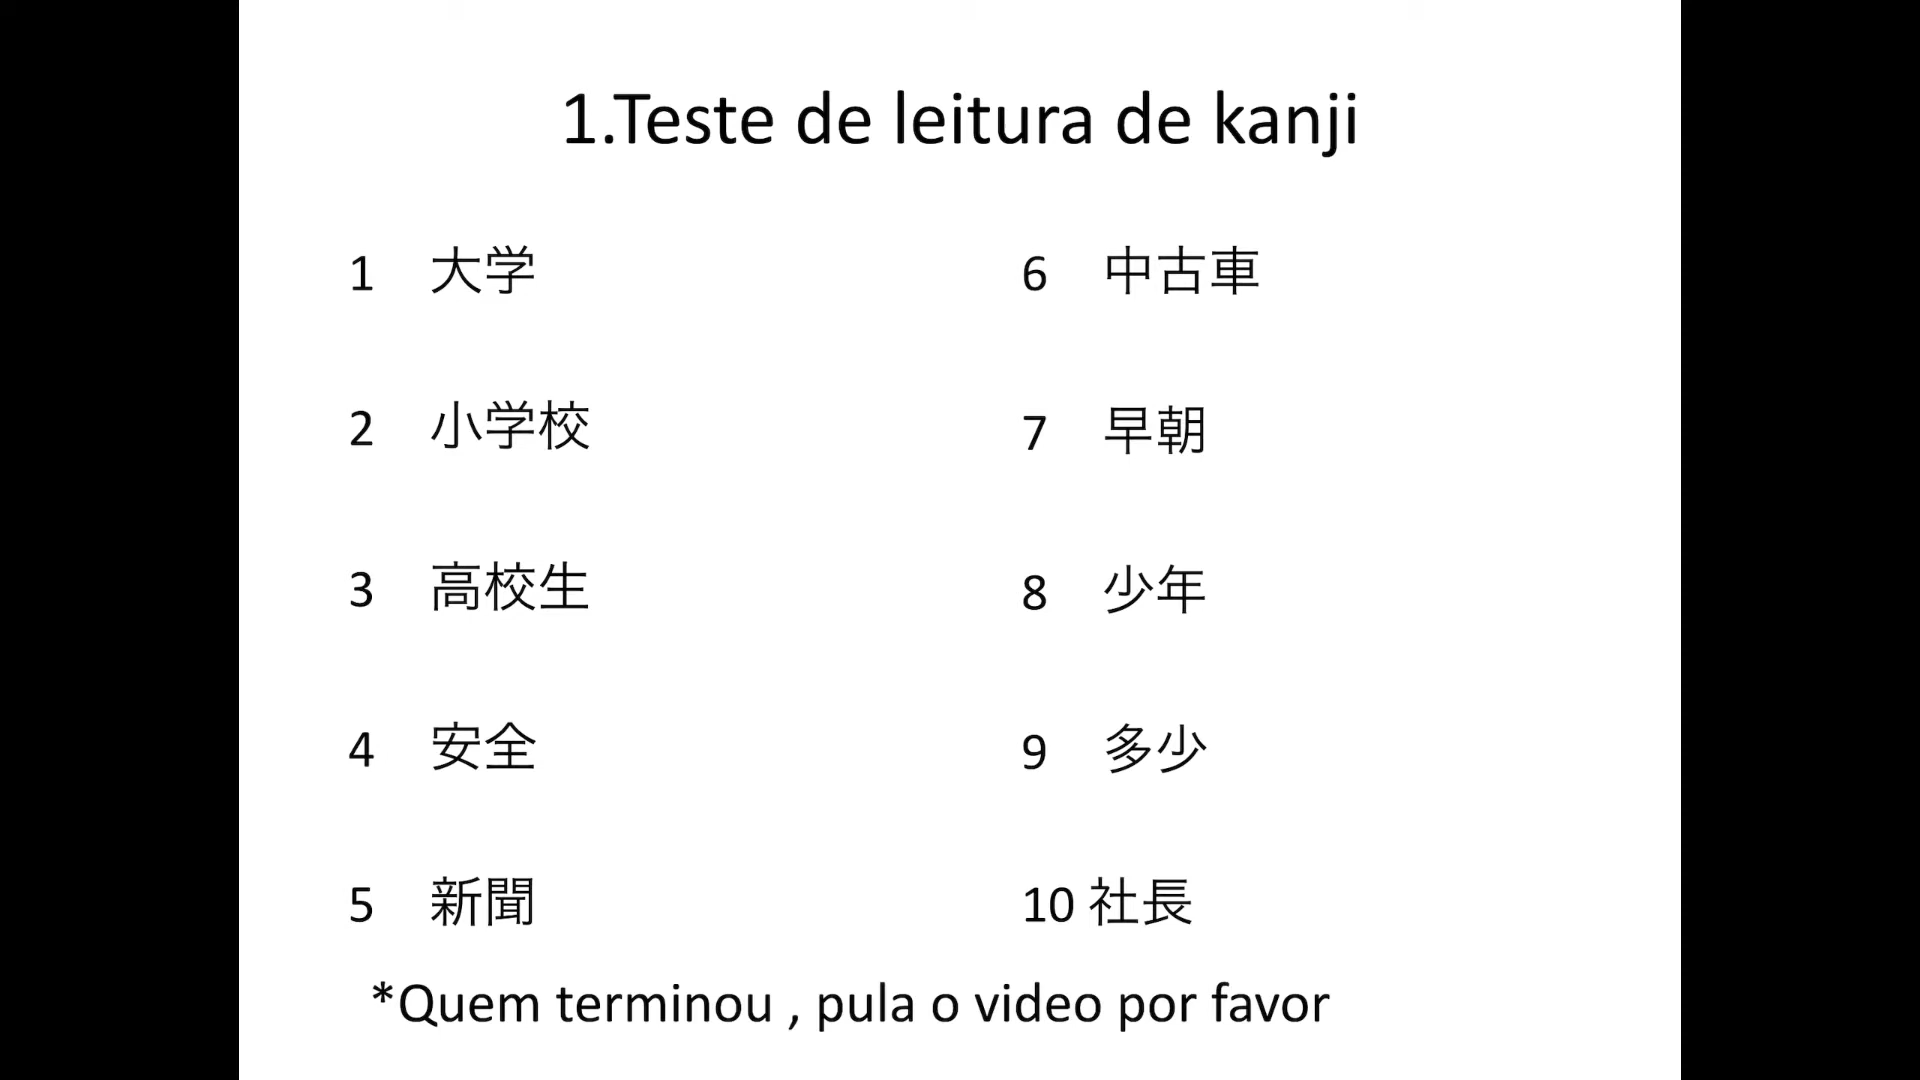 1.Teste de leitura de kanji
1 大学
2 小学校
3 高校生
4 安全
5 新聞
6 中古車
7 早朝
8 少年
9 多少
10 社長
*Quem terminou , pula o video por favor